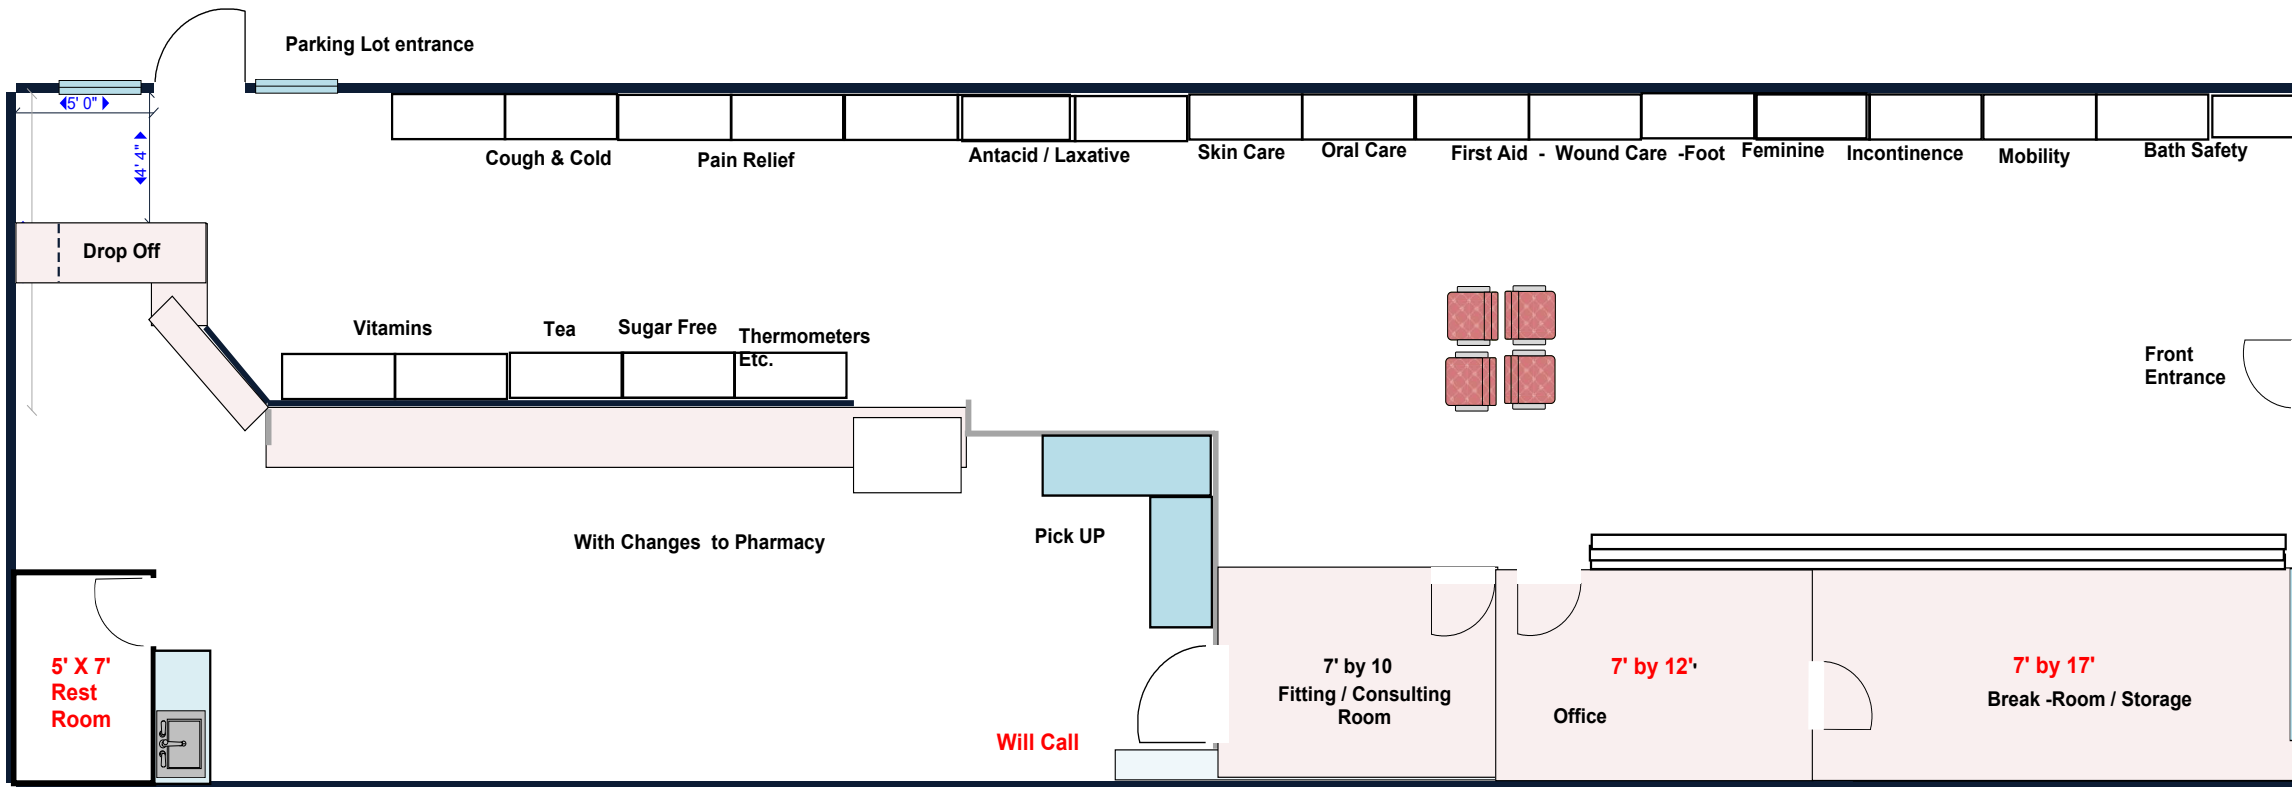 Parking Lot entrance
5' 0"
4' 4"
Cough & Cold
Pain Relief
Antacid / Laxative
Skin Care
Oral Care
First Aid - Wound Care -Foot
Feminine
Incontinence
Mobility
Bath Safety
Drop Off
Vitamins
Tea
Sugar Free
Thermometers
Etc.
Front
Entrance
With Changes to Pharmacy
Pick UP
5' X 7'
Rest
Room
7' by 10
Fitting / Consulting
Room
7' by 12'
Office
7' by 17'
Break -Room / Storage
Will Call